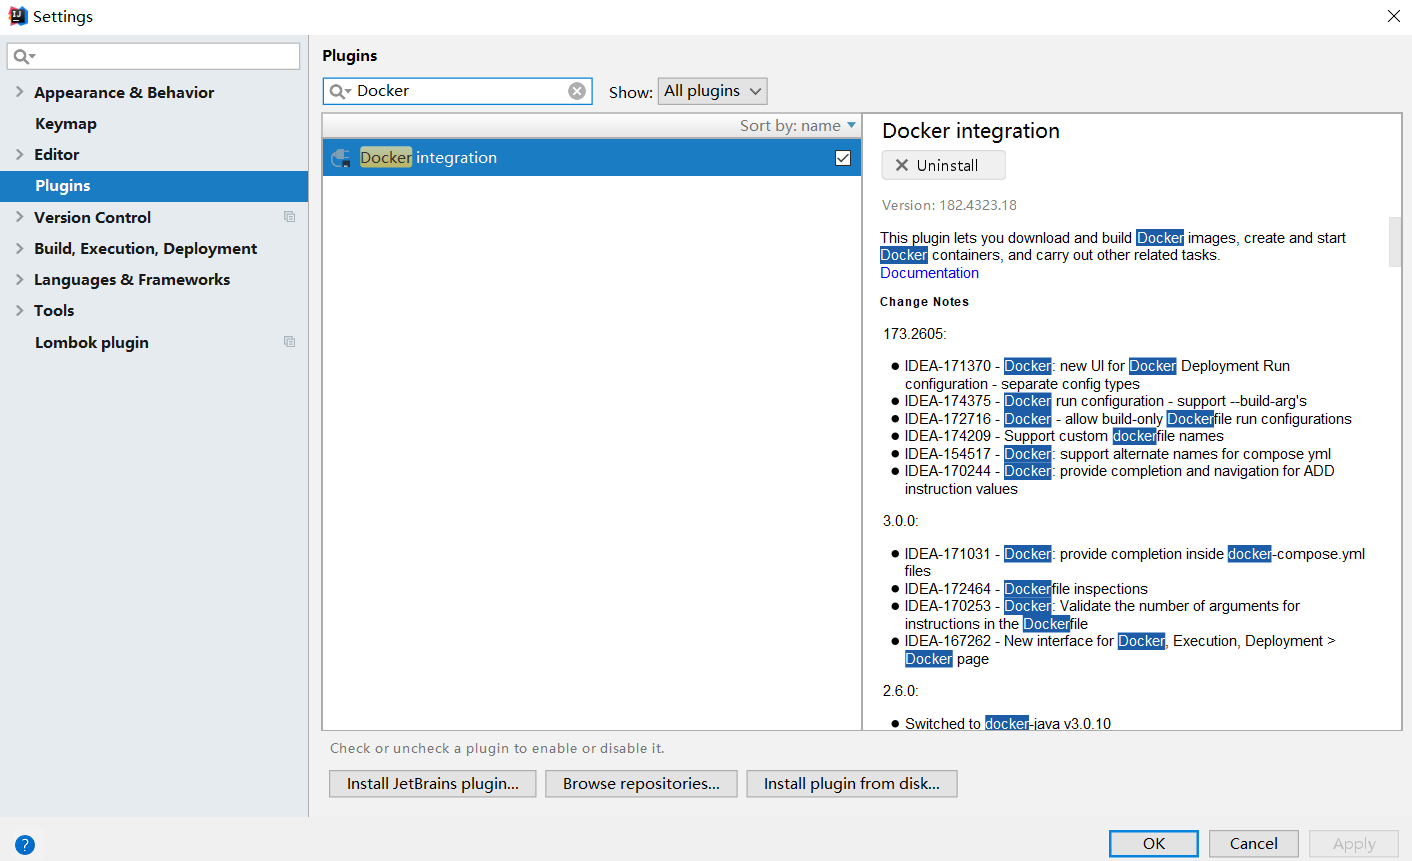 Settings
Plugins
Docker
Show: All plugins
Appearance & Behavior
Keymap
Editor
Plugins
Version Control
Build, Execution, Deployment
Languages & Frameworks
Tools
Lombok plugin
Sort by: name
Docker integration
Docker integration
Uninstall
Version: 182.4323.18
This plugin lets you download and build Docker images, create and start
Docker containers, and carry out other related tasks.
Documentation
Change Notes
173.2605:
● IDEA-171370 - Docker: new UI for Docker Deployment Run
configuration - separate config types
● IDEA-174375 - Docker run configuration - support --build-arg's
● IDEA-172716 - Docker - allow build-only Dockerfile run configurations
● IDEA-174209 - Support custom dockerfile names
● IDEA-154517 - Docker: support alternate names for compose yml
● IDEA-170244 - Docker: provide completion and navigation for ADD
instruction values
3.0.0:
● IDEA-171031 - Docker: provide completion inside docker-compose.yml
files
● IDEA-172464 - Dockerfile inspections
● IDEA-170253 - Docker: Validate the number of arguments for
instructions in the Dockerfile
● IDEA-167262 - New interface for Docker, Execution, Deployment >
Docker page
2.6.0:
● Switched to docker-java v3.0.10
Check or uncheck a plugin to enable or disable it.
Install JetBrains plugin...
Browse repositories...
Install plugin from disk...
?
OK
Cancel
Apply